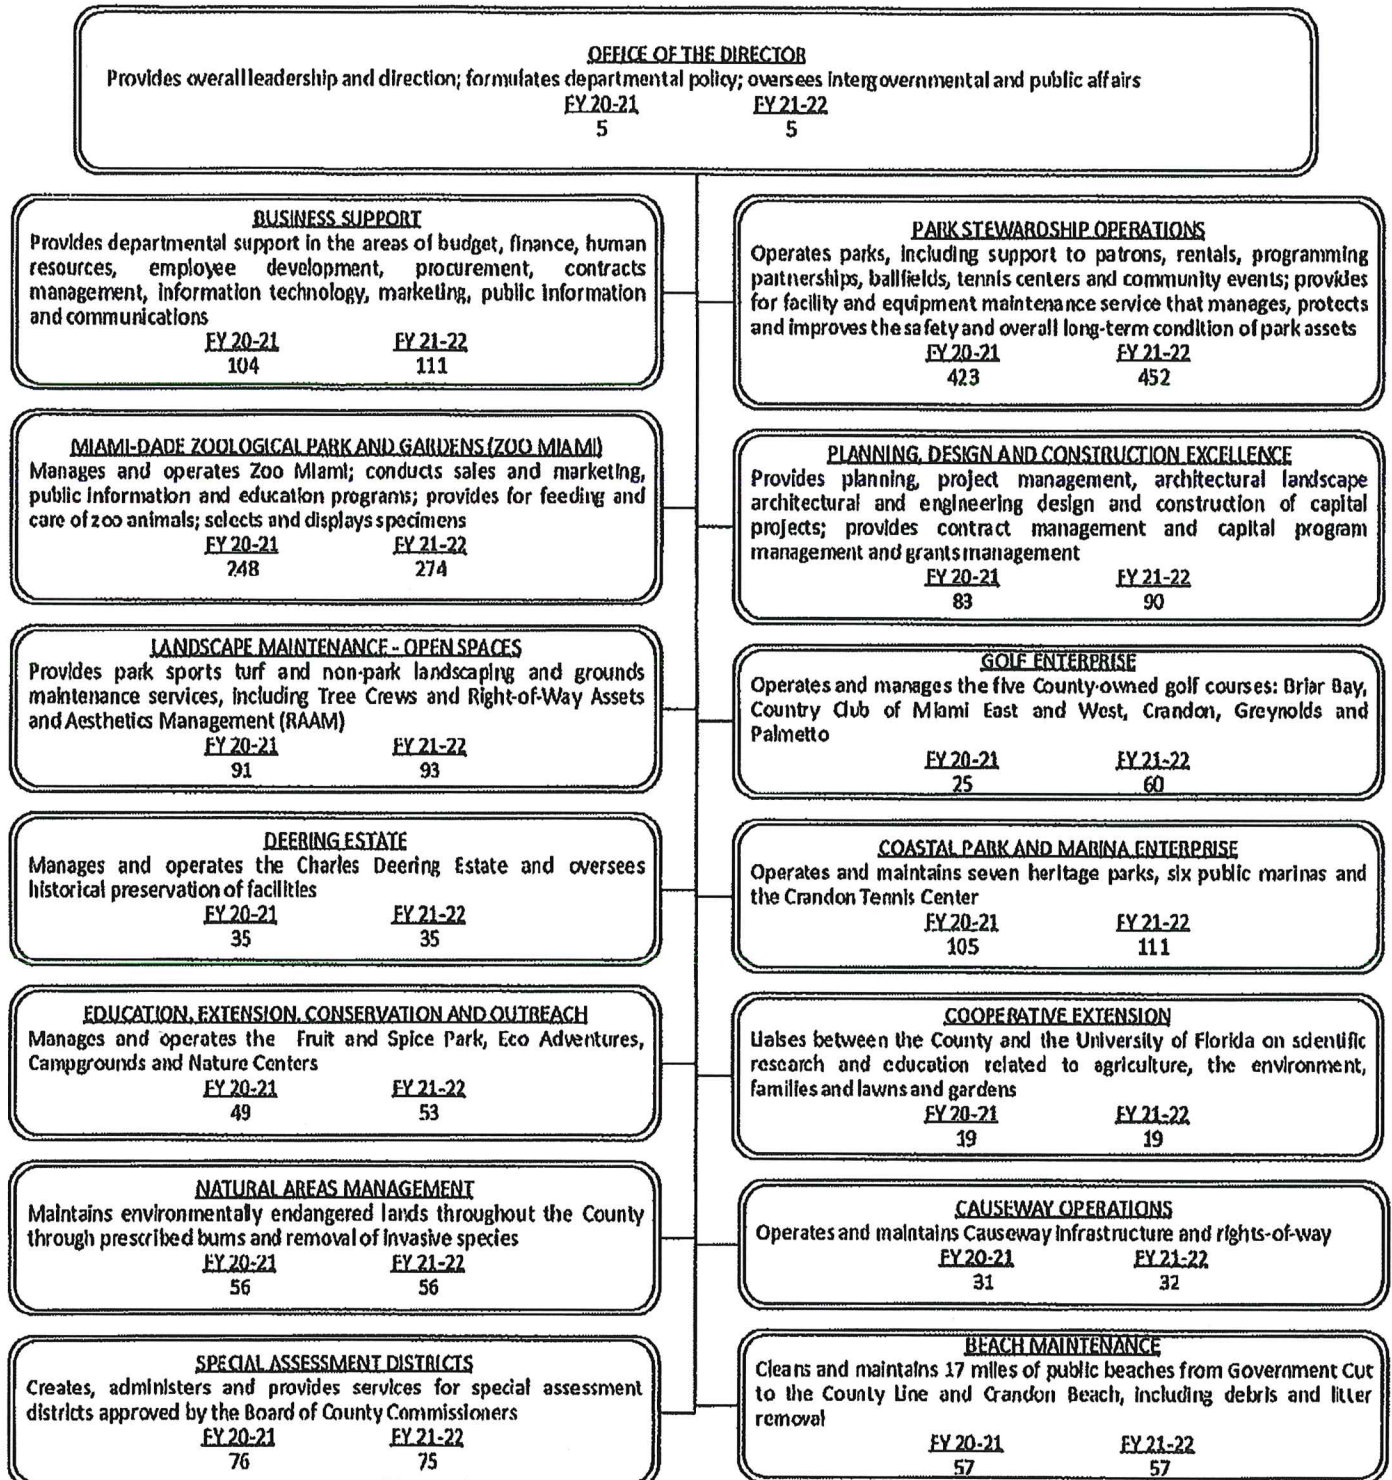 OFFICE OF THE DIRECTOR
Provides overall leadership and direction; formulates departmental policy; oversees intergovernmental and public affairs
FY 20-21 FY 21-22
5 5
BUSINESS SUPPORT
Provides departmental support in the areas of budget, finance, human
resources, employee development, procurement, contracts
management, information technology, marketing, public information
and communications
FY 20-21 FY 21-22
104 111
MIAMI-DADE ZOOLOGICAL PARK AND GARDENS (ZOO MIAMI)
Manages and operates Zoo Miami; conducts sales and marketing,
public information and education programs; provides for feeding and
care of zoo animals; selects and displays specimens
FY 20-21 FY 21-22
248 274
LANDSCAPE MAINTENANCE - OPEN SPACES
Provides park sports turf and non-park landscaping and grounds
maintenance services, including Tree Crews and Right-of-Way Assets
and Aesthetics Management (RAAM)
FY 20-21 FY 21-22
91 93
DEERING ESTATE
Manages and operates the Charles Deering Estate and oversees
historical preservation of facilities
FY 20-21 FY 21-22
35 35
EDUCATION, EXTENSION, CONSERVATION AND OUTREACH
Manages and operates the Fruit and Spice Park, Eco Adventures,
Campgrounds and Nature Centers
FY 20-21 FY 21-22
49 53
NATURAL AREAS MANAGEMENT
Maintains environmentally endangered lands throughout the County
through prescribed burns and removal of invasive species
FY 20-21 FY 21-22
56 56
SPECIAL ASSESSMENT DISTRICTS
Creates, administers and provides services for special assessment
districts approved by the Board of County Commissioners
FY 20-21 FY 21-22
76 75
PARK STEWARDSHIP OPERATIONS
Operates parks, including support to patrons, rentals, programming
partnerships, ballfields, tennis centers and community events; provides
for facility and equipment maintenance service that manages, protects
and improves the safety and overall long-term condition of park assets
FY 20-21 FY 21-22
423 452
PLANNING, DESIGN AND CONSTRUCTION EXCELLENCE
Provides planning, project management, architectural landscape
architectural and engineering design and construction of capital
projects; provides contract management and capital program
management and grants management
FY 20-21 FY 21-22
83 90
GOLF ENTERPRISE
Operates and manages the five County-owned golf courses: Briar Bay,
Country Club of Miami East and West, Crandon, Greynolds and
Palmetto
FY 20-21 FY 21-22
25 60
COASTAL PARK AND MARINA ENTERPRISE
Operates and maintains seven heritage parks, six public marinas and
the Crandon Tennis Center
FY 20-21 FY 21-22
105 111
COOPERATIVE EXTENSION
Liaises between the County and the University of Florida on scientific
research and education related to agriculture, the environment,
families and lawns and gardens
FY 20-21 FY 21-22
19 19
CAUSEWAY OPERATIONS
Operates and maintains Causeway infrastructure and rights-of-way
FY 20-21 FY 21-22
31 32
BEACH MAINTENANCE
Cleans and maintains 17 miles of public beaches from Government Cut
to the County Line and Crandon Beach, including debris and litter
removal
FY 20-21 FY 21-22
57 57